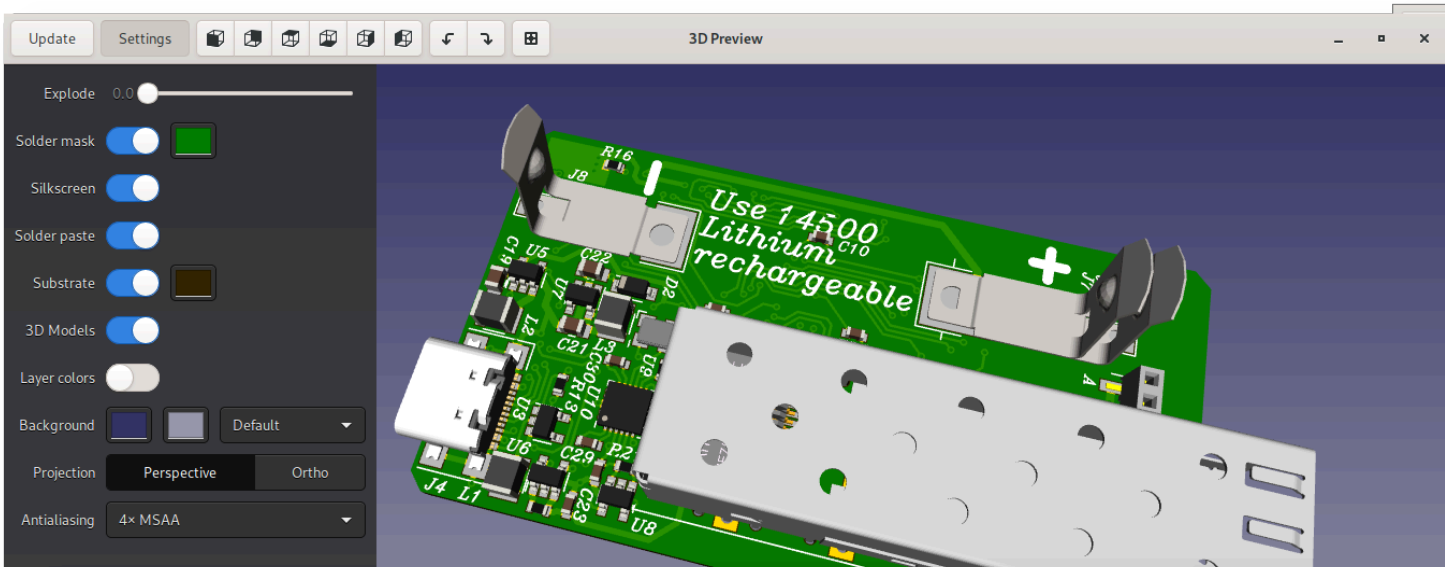 Update
Settings
3D Preview
Explode
0.0
Solder mask
Silkscreen
Solder paste
Substrate
3D Models
Layer colors
Background
Default
Projection
Perspective
Ortho
Antialiasing
4× MSAA
R16
J8
Use 14500
Lithium
rechargeable
C10
C19
U5
C22
U7
D2
L2
C21
L3
C30
U9
R13
U10
U3
U6
C29
J4
L1
C23
U8
A